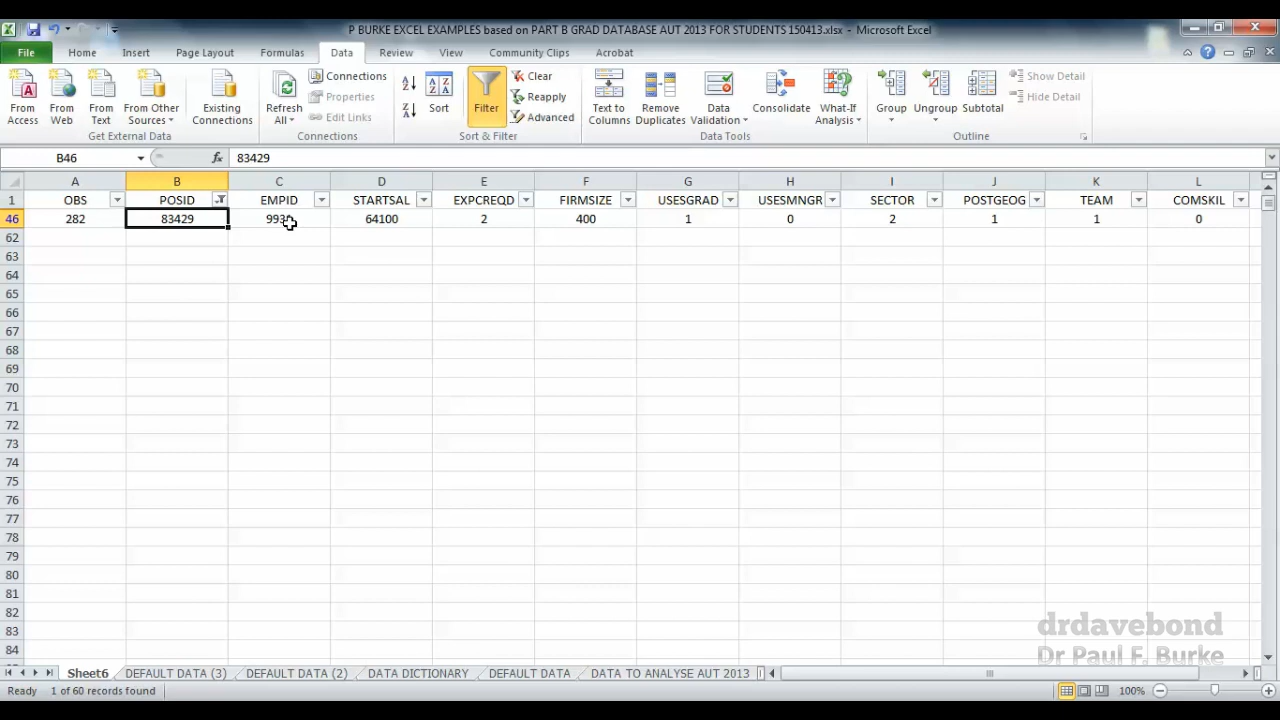 P BURKE EXCEL EXAMPLES bond PART B GRAD DATABASE AUT 2013 FOR STUDENTS 150413.xlsx - Microsoft Excel
File Home Insert Page Layout Formulas Data Review View Community Clips Acrobat
From Access From Web From Text From Other Sources Existing Connections Refresh All Connections Properties Edit Links Sort Filter Clear Reapply Advanced Text to Columns Remove Duplicates Data Validation Consolidate What-If Analysis Group Ungroup Subtotal Show Detail Hide Detail
Get External Data Connections Sort & Filter Data Tools Outline
B46 fx 83429
A B C D E F G H I J K L
1 OBS POSID EMPID STARTSAL EXPCREQD FIRMSIZE USESGRAD USESMNGR SECTOR POSTGEOG TEAM COMSKIL
46 282 83429 64100 2 400 1 0 2 1 1 0
62
63
64
65
66
67
68
69
70
71
72
73
74
75
76
77
78
79
80
81
82
83
84
drdavebond
Dr Paul F. Burke
Sheet6 DEFAULT DATA (3) DEFAULT DATA (2) DATA DICTIONARY DEFAULT DATA DATA TO ANALYSE AUT 2013
Ready 1 of 60 records found 100%